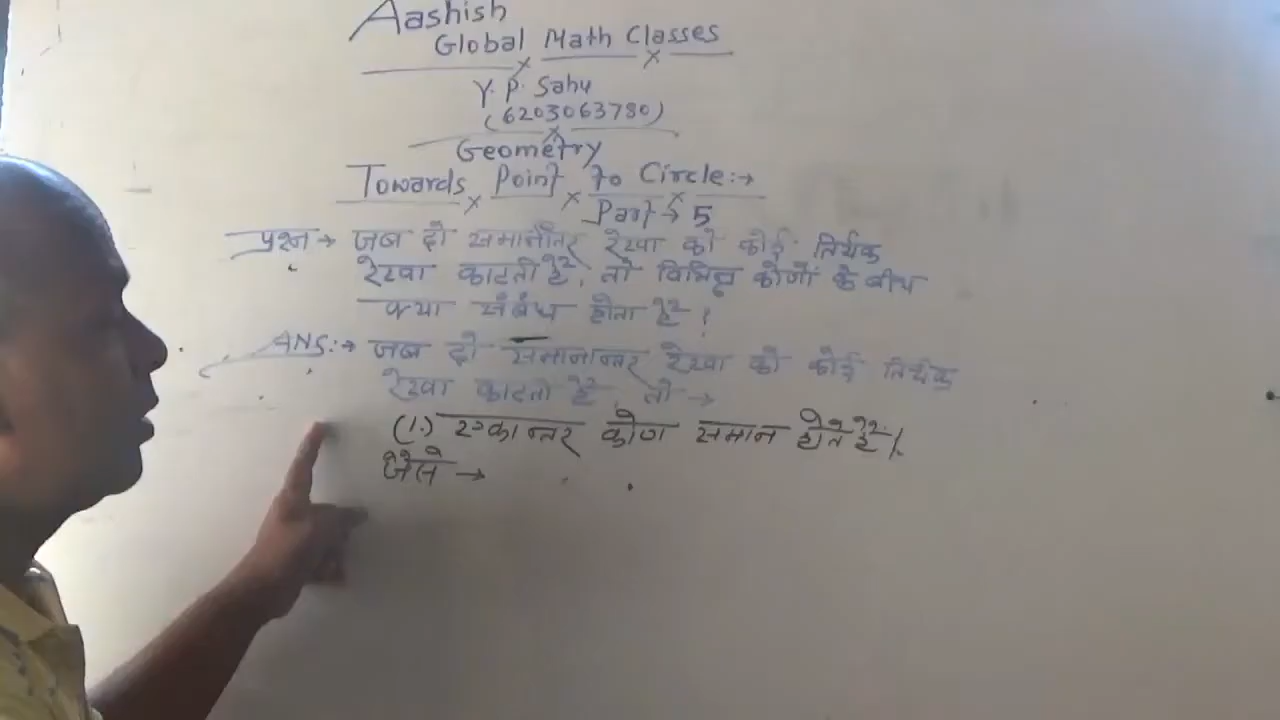 Aashish
Global Math Classes
Y. P. Sahu
(6203063780)
Geometry
Towards Point To Circle:→
Part → 5
प्रश्न → जब दो समानांतर रेखा को कोई तिर्यक
रेखा काटती है, तो विभिन्न कोणों के बीच
क्या संबंध होता है?
ANS:→ जब दो समानान्तर रेखा को कोई तिर्यक
रेखा काटती है, तो →
(1.) एकान्तर कोण समान होते है।
जैसे →